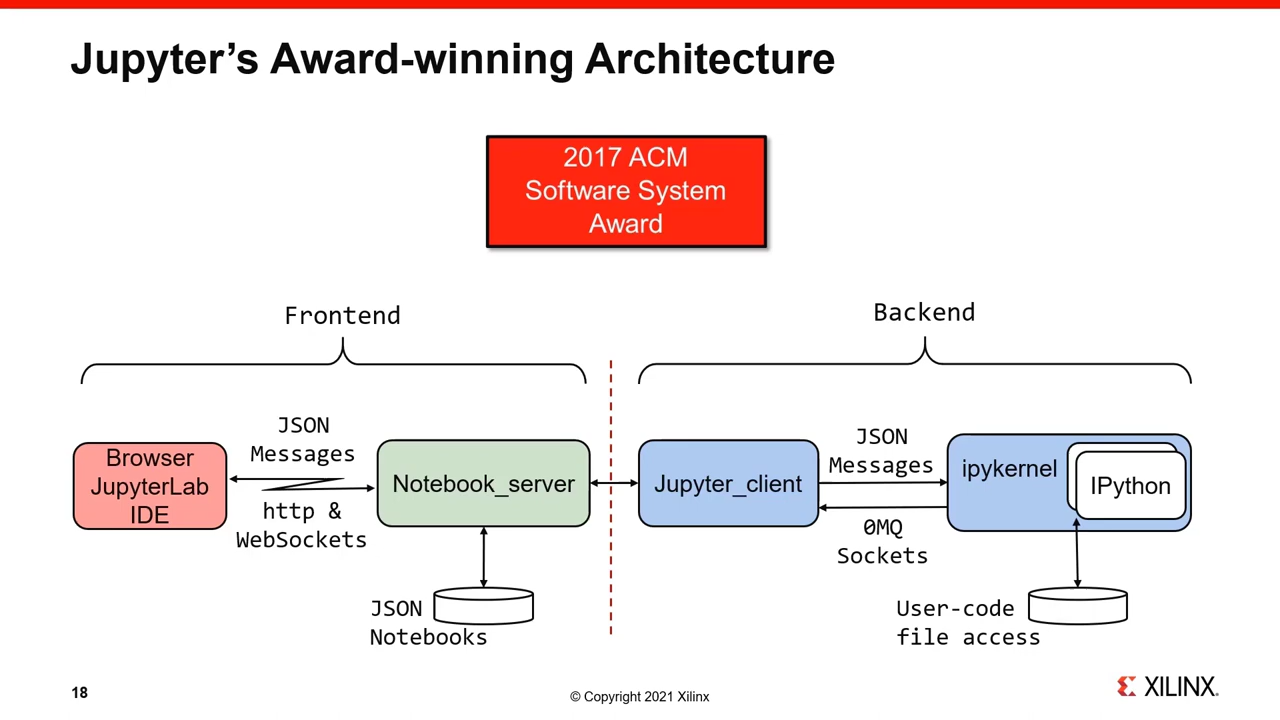 Jupyter’s Award-winning Architecture
2017 ACM
Software System
Award
Frontend
Backend
Browser
JupyterLab
IDE
JSON
Messages
http &
WebSockets
Notebook_server
Jupyter_client
JSON
Messages
0MQ
Sockets
ipykernel
IPython
JSON
Notebooks
User-code
file access
18
© Copyright 2021 Xilinx
XILINX.